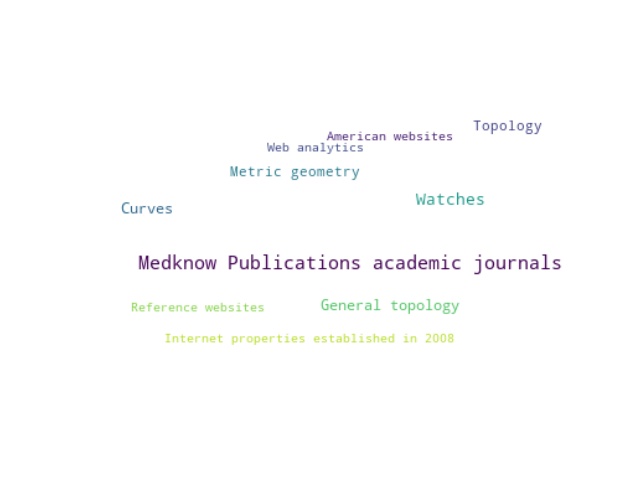 Topology
American websites
Web analytics
Metric geometry
Watches
Curves
Medknow Publications academic journals
General topology
Reference websites
Internet properties established in 2008